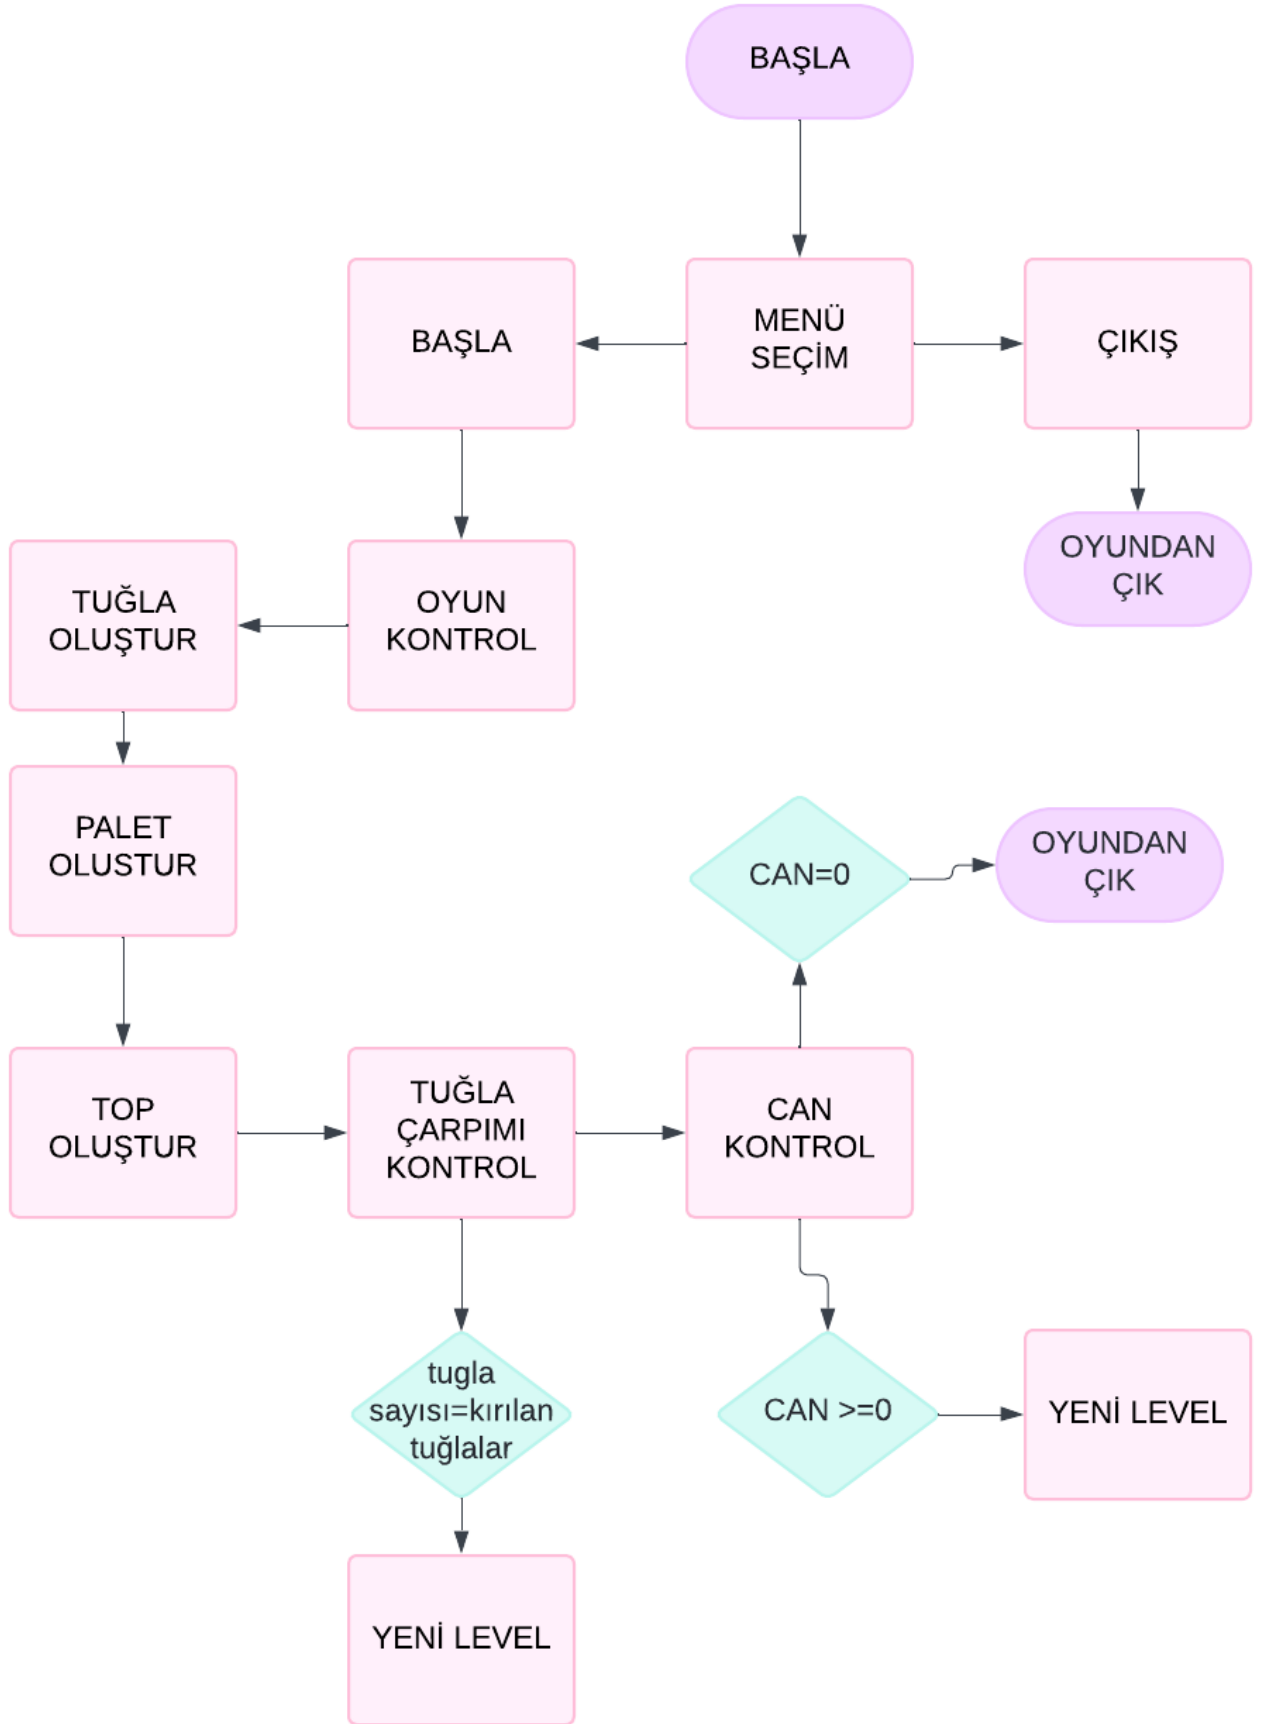 BAŞLA
BAŞLA
MENÜ
SEÇİM
ÇIKIŞ
OYUNDAN
ÇIK
TUĞLA
OLUŞTUR
OYUN
KONTROL
PALET
OLUSTUR
CAN=0
OYUNDAN
ÇIK
TOP
OLUŞTUR
TUĞLA
ÇARPIMI
KONTROL
CAN
KONTROL
tugla
sayısı=kırılan
tuğlalar
CAN >=0
YENİ LEVEL
YENİ LEVEL